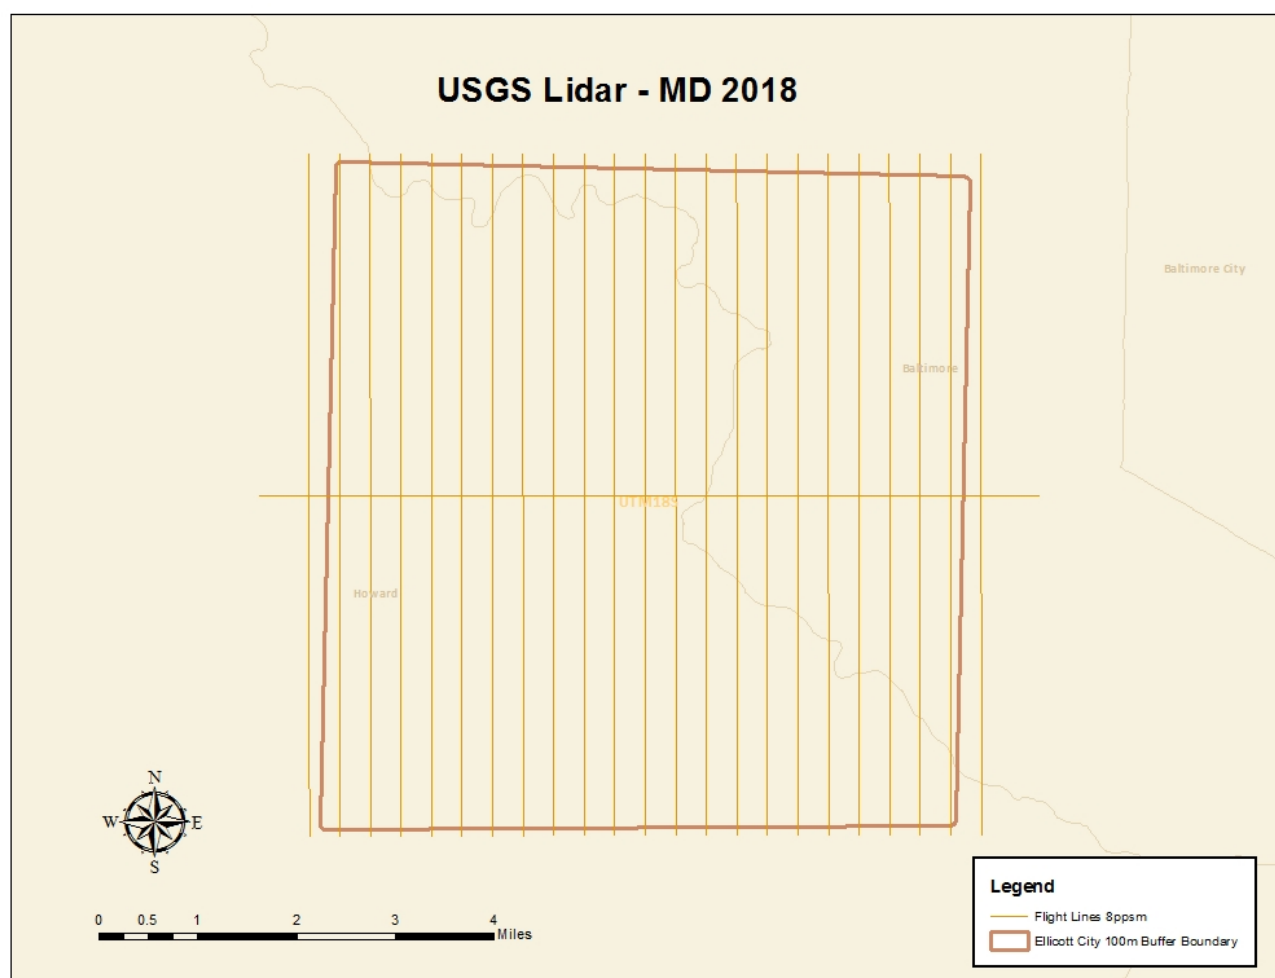 USGS Lidar - MD 2018
Baltimore City
Baltimore
UTM18S
Howard
N
W E
S
0 0.5 1 2 3 4
Miles
Legend
Flight Lines 8ppsm
Ellicott City 100m Buffer Boundary